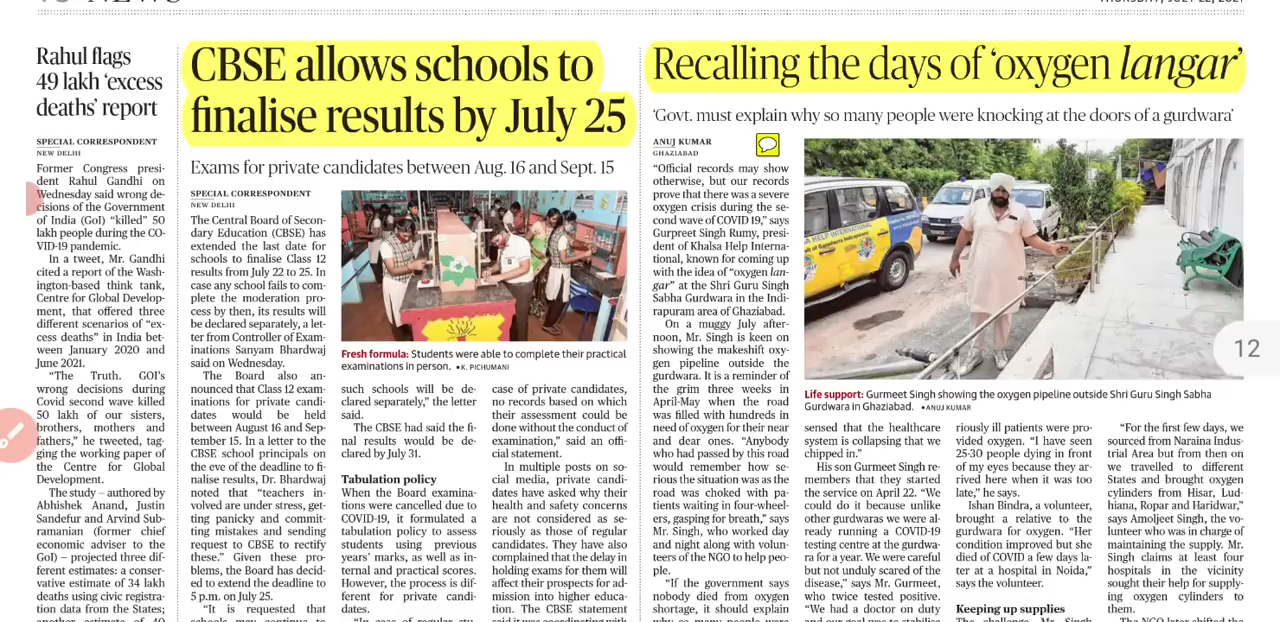 NEWS
THURSDAY, JULY 22, 2021
Rahul flags
49 lakh ‘excess
deaths’ report
SPECIAL CORRESPONDENT
NEW DELHI
Former Congress presi-
dent Rahul Gandhi on
Wednesday said wrong de-
cisions of the Government
of India (GoI) “killed” 50
lakh people during the CO-
VID-19 pandemic.
In a tweet, Mr. Gandhi
cited a report of the Wash-
ington-based think tank,
Centre for Global Develop-
ment, that offered three
different scenarios of “ex-
cess deaths” in India bet-
ween January 2020 and
June 2021.
“The Truth. GOI’s
wrong decisions during
Covid second wave killed
50 lakh of our sisters,
brothers, mothers and
fathers,” he tweeted, tag-
ging the working paper of
the Centre for Global
Development.
The study – authored by
Abhishek Anand, Justin
Sandefur and Arvind Sub-
ramanian (former chief
economic adviser to the
GoI) – projected three dif-
ferent estimates: a conser-
vative estimate of 34 lakh
deaths using civic registra-
tion data from the States;
another estimate of 40
CBSE allows schools to
finalise results by July 25
Exams for private candidates between Aug. 16 and Sept. 15
SPECIAL CORRESPONDENT
NEW DELHI
The Central Board of Secon-
dary Education (CBSE) has
extended the last date for
schools to finalise Class 12
results from July 22 to 25. In
case any school fails to com-
plete the moderation pro-
cess by then, its results will
be declared separately, a let-
ter from Controller of Exam-
inations Sanyam Bhardwaj
said on Wednesday.
The Board also an-
nounced that Class 12 exam-
inations for private candi-
dates would be held
between August 16 and Sep-
tember 15. In a letter to the
CBSE school principals on
the eve of the deadline to fi-
nalise results, Dr. Bhardwaj
noted that “teachers in-
volved are under stress, get-
ting panicky and commit-
ting mistakes and sending
request to CBSE to rectify
these.” Given these pro-
blems, the Board has decid-
ed to extend the deadline to
5 p.m. on July 25.
“It is requested that
schools may continue to
Fresh formula: Students were able to complete their practical
examinations in person. • K. PICHUMANI
such schools will be de-
clared separately,” the letter
said.
The CBSE had said the fi-
nal results would be de-
clared by July 31.
Tabulation policy
When the Board examina-
tions were cancelled due to
COVID-19, it formulated a
tabulation policy to assess
students using previous
years’ marks, as well as in-
ternal and practical scores.
However, the process is dif-
ferent for private candi-
dates.
“In case of regular stu-
case of private candidates,
no records based on which
their assessment could be
done without the conduct of
examination,” said an offi-
cial statement.
In multiple posts on so-
cial media, private candi-
dates have asked why their
health and safety concerns
are not considered as se-
riously as those of regular
candidates. They have also
complained that the delay in
holding exams for them will
affect their prospects for ad-
mission into higher educa-
tion. The CBSE statement
said it was coordinating with
Recalling the days of ‘oxygen langar’
‘Govt. must explain why so many people were knocking at the doors of a gurdwara’
ANUJ KUMAR
GHAZIABAD
“Official records may show
otherwise, but our records
prove that there was a severe
oxygen crisis during the se-
cond wave of COVID 19,” says
Gurpreet Singh Rumy, presi-
dent of Khalsa Help Interna-
tional, known for coming up
with the idea of “oxygen lan-
gar” at the Shri Guru Singh
Sabha Gurdwara in the Indi-
rapuram area of Ghaziabad.
On a muggy July after-
noon, Mr. Singh is keen on
showing the makeshift oxy-
gen pipeline outside the
gurdwara. It is a reminder of
the grim three weeks in
April-May when the road
was filled with hundreds in
need of oxygen for their near
and dear ones. “Anybody
who had passed by this road
would remember how se-
rious the situation was as the
road was choked with pa-
tients waiting in four-wheel-
ers, gasping for breath,” says
Mr. Singh, who worked day
and night along with volun-
teers of the NGO to help peo-
ple.
“If the government says
nobody died from oxygen
shortage, it should explain
why so many people were
12
Life support: Gurmeet Singh showing the oxygen pipeline outside Shri Guru Singh Sabha
Gurdwara in Ghaziabad. • ANUJ KUMAR
sensed that the healthcare
system is collapsing that we
chipped in.”
His son Gurmeet Singh re-
members that they started
the service on April 22. “We
could do it because unlike
other gurdwaras we were al-
ready running a COVID-19
testing centre at the gurdwa-
ra for a year. We were careful
but not unduly scared of the
disease,” says Mr. Gurmeet,
who twice tested positive.
“We had a doctor on duty
and our goal was to stabilise
riously ill patients were pro-
vided oxygen. “I have seen
25-30 people dying in front
of my eyes because they ar-
rived here when it was too
late,” he says.
Ishan Bindra, a volunteer,
brought a relative to the
gurdwara for oxygen. “Her
condition improved but she
died of COVID a few days la-
ter at a hospital in Noida,”
says the volunteer.
Keeping up supplies
The challenge, Mr. Singh
“For the first few days, we
sourced from Naraina Indus-
trial Area but from then on
we travelled to different
States and brought oxygen
cylinders from Hisar, Lud-
hiana, Ropar and Haridwar,”
says Amoljeet Singh, the vo-
lunteer who was in charge of
maintaining the supply. Mr.
Singh claims at least four
hospitals in the vicinity
sought their help for supply-
ing oxygen cylinders to
them.
The NGO later shifted the